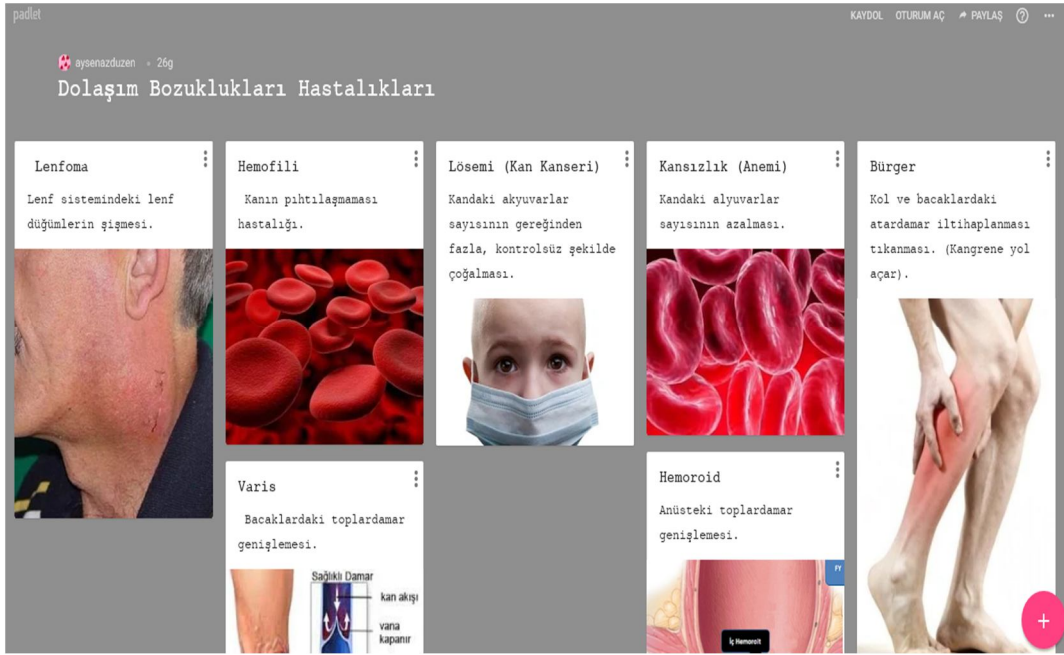 padlet
KAYDOL OTURUM AÇ PAYLAŞ
aysenazduzen 26g
Dolaşım Bozuklukları Hastalıkları
Lenfoma
Lenf sistemindeki lenf
düğümlerin şişmesi.
Hemofili
Kanın pıhtılaşmaması
hastalığı.
Lösemi (Kan Kanseri)
Kandaki akyuvarlar
sayısının gereğinden
fazla, kontrolsüz şekilde
çoğalması.
Kansızlık (Anemi)
Kandaki alyuvarlar
sayısının azalması.
Bürger
Kol ve bacaklardaki
atardamar iltihaplanması
tıkanması. (Kangrene yol
açar).
Varis
Bacaklardaki toplardamar
genişlemesi.
Sağlıklı Damar
kan akışı
vana
kapanır
Hemoroid
Anüsteki toplardamar
genişlemesi.
FY
İç Hemoroit